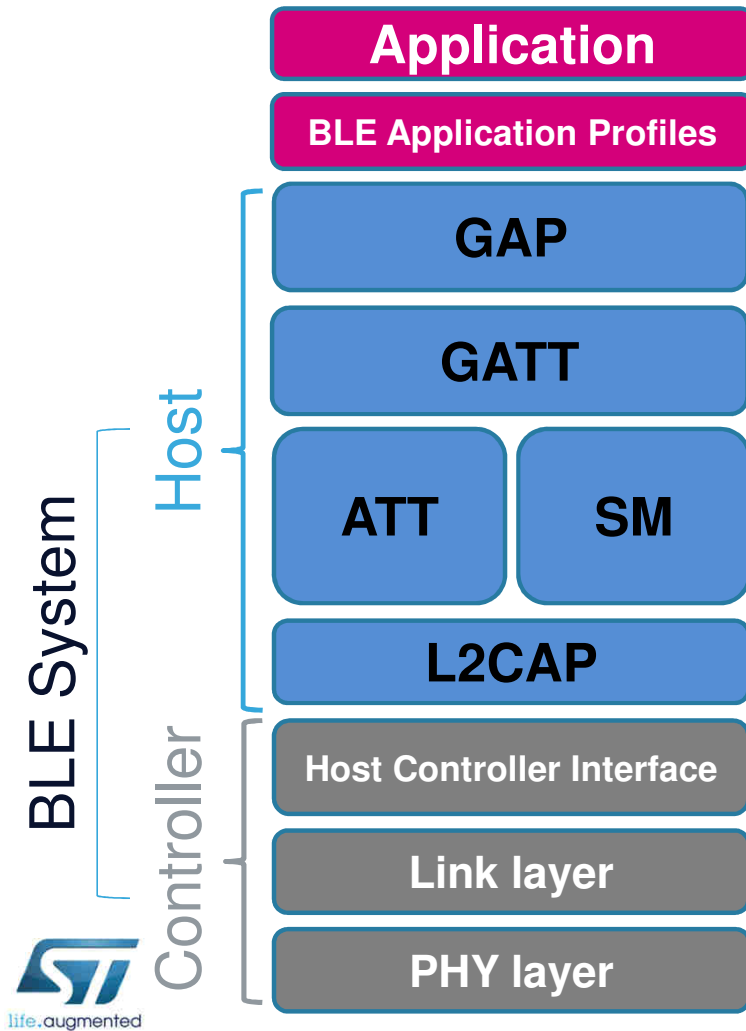 Application
BLE Application Profiles
GAP
GATT
Host
ATT
SM
BLE System
L2CAP
Controller
Host Controller Interface
Link layer
PHY layer
ST
life.augmented